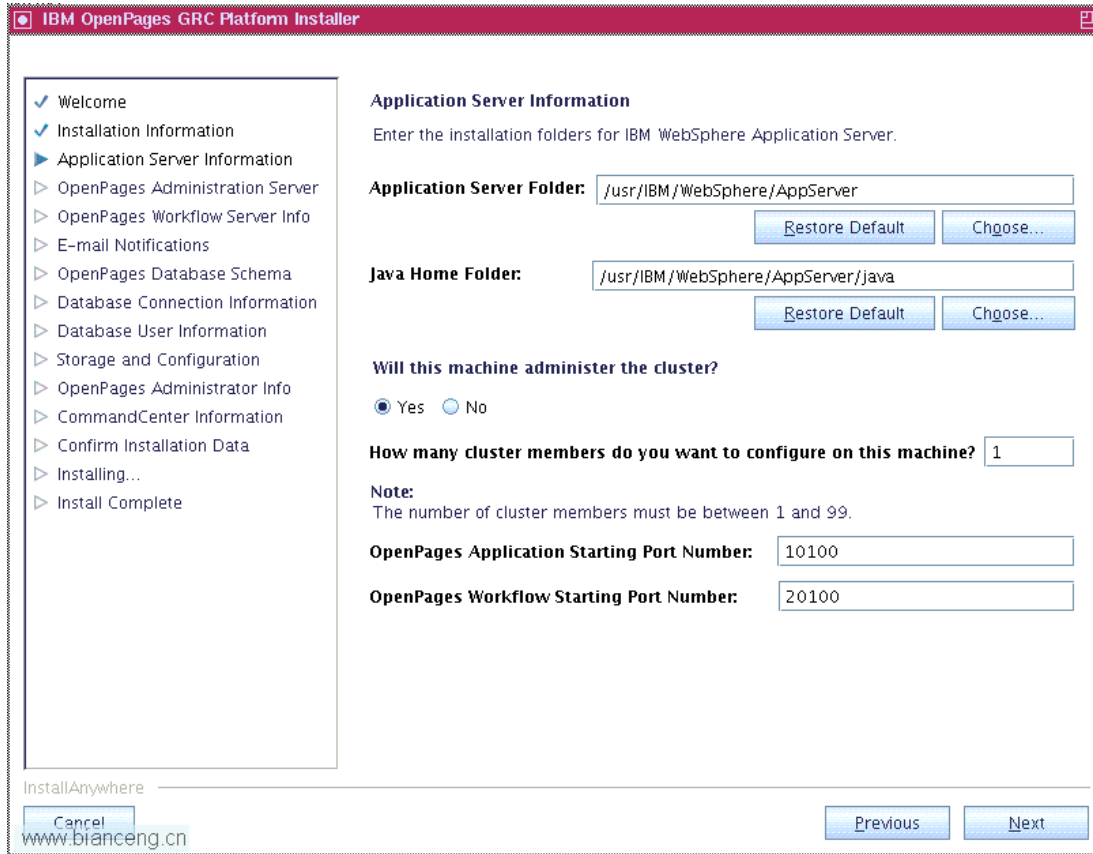 IBM OpenPages GRC Platform Installer
Welcome
Installation Information
Application Server Information
OpenPages Administration Server
OpenPages Workflow Server Info
E-mail Notifications
OpenPages Database Schema
Database Connection Information
Database User Information
Storage and Configuration
OpenPages Administrator Info
CommandCenter Information
Confirm Installation Data
Installing...
Install Complete
Application Server Information
Enter the installation folders for IBM WebSphere Application Server.
Application Server Folder: /usr/IBM/WebSphere/AppServer
Restore Default Choose...
Java Home Folder: /usr/IBM/WebSphere/AppServer/java
Restore Default Choose...
Will this machine administer the cluster?
Yes No
How many cluster members do you want to configure on this machine? 1
Note:
The number of cluster members must be between 1 and 99.
OpenPages Application Starting Port Number: 10100
OpenPages Workflow Starting Port Number: 20100
InstallAnywhere
Cancel Previous Next
www.bianceng.cn